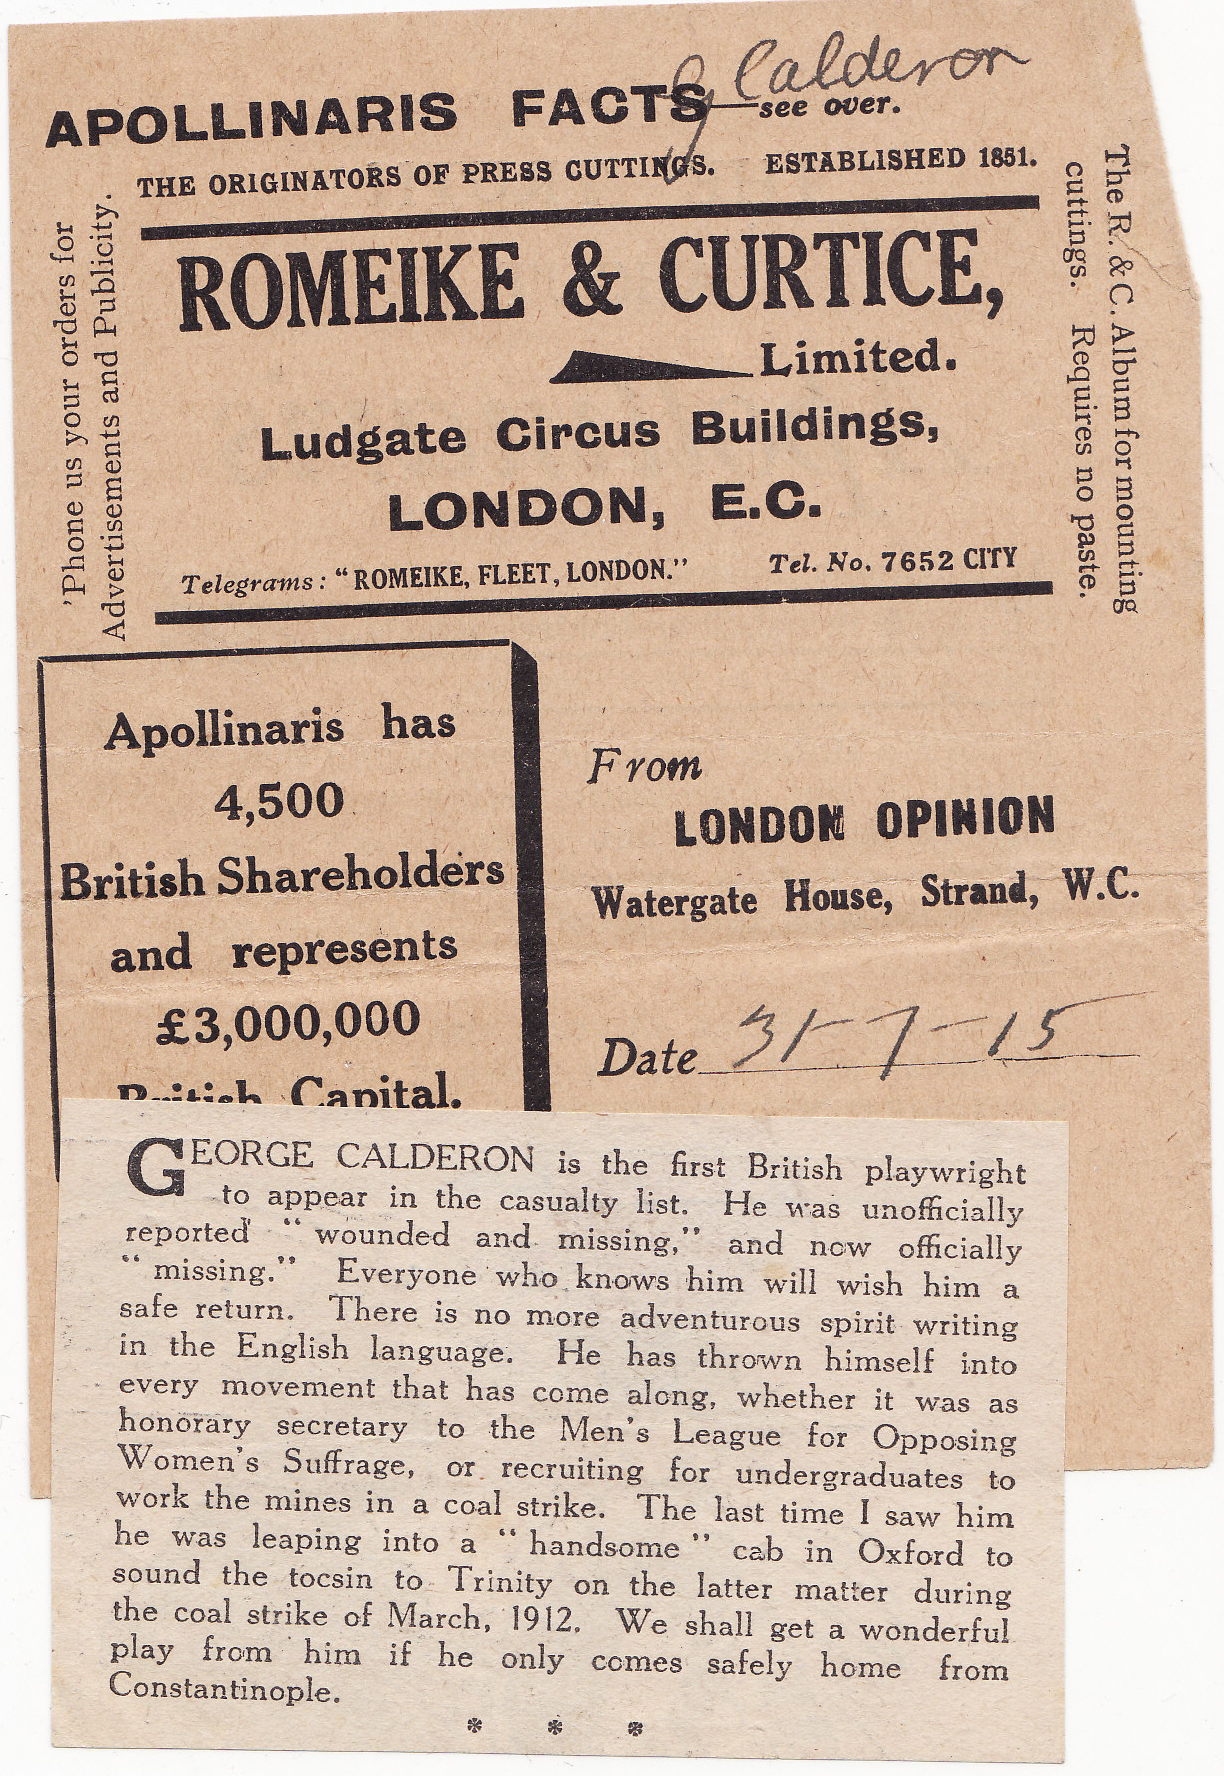 G Calderon
APOLLINARIS FACTS—see over.
THE ORIGINATORS OF PRESS CUTTINGS. ESTABLISHED 1851.
'Phone us your orders for
Advertisements and Publicity.
ROMEIKE & CURTICE,
Limited.
Ludgate Circus Buildings,
LONDON, E.C.
Telegrams: "ROMEIKE, FLEET, LONDON." Tel. No. 7652 CITY
The R. & C. Album for mounting
cuttings. Requires no paste.
Apollinaris has
4,500
British Shareholders
and represents
£3,000,000
British Capital.
From
LONDON OPINION
Watergate House, Strand, W.C.
Date 31-7-15
GEORGE CALDERON is the first British playwright
to appear in the casualty list. He was unofficially
reported "wounded and missing," and now officially
"missing." Everyone who knows him will wish him a
safe return. There is no more adventurous spirit writing
in the English language. He has thrown himself into
every movement that has come along, whether it was as
honorary secretary to the Men's League for Opposing
Women's Suffrage, or recruiting for undergraduates to
work the mines in a coal strike. The last time I saw him
he was leaping into a "handsome" cab in Oxford to
sound the tocsin to Trinity on the latter matter during
the coal strike of March, 1912. We shall get a wonderful
play from him if he only comes safely home from
Constantinople.
* * *